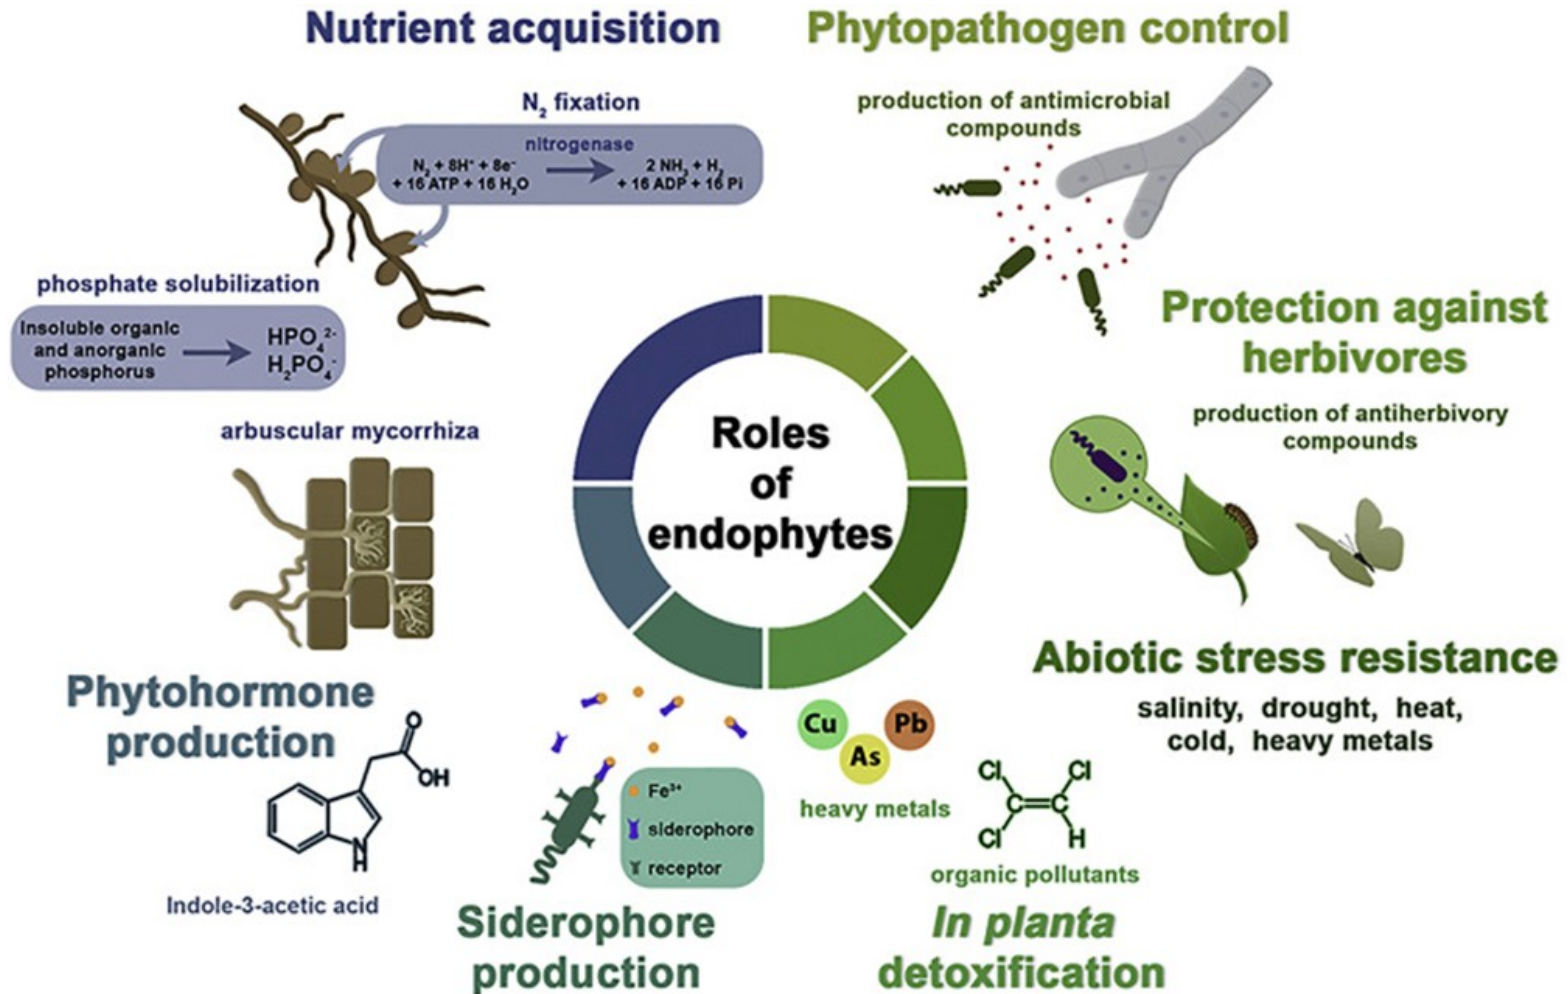 Nutrient acquisition
N₂ fixation
nitrogenase
N₂ + 8H⁺ + 8e⁻
+ 16 ATP + 16 H₂O
2 NH₃ + H₂
+ 16 ADP + 16 Pi
phosphate solubilization
Insoluble organic
and anorganic
phosphorus
HPO₄²⁻
H₂PO₄⁻
arbuscular mycorrhiza
Phytopathogen control
production of antimicrobial
compounds
Protection against
herbivores
production of antiherbivory
compounds
Roles
of
endophytes
Abiotic stress resistance
salinity, drought, heat,
cold, heavy metals
Phytohormone
production
O
OH
N
H
Indole-3-acetic acid
Fe³⁺
siderophore
receptor
Siderophore
production
Cu
Pb
As
heavy metals
Cl
Cl
C=C
Cl
H
organic pollutants
In planta
detoxification